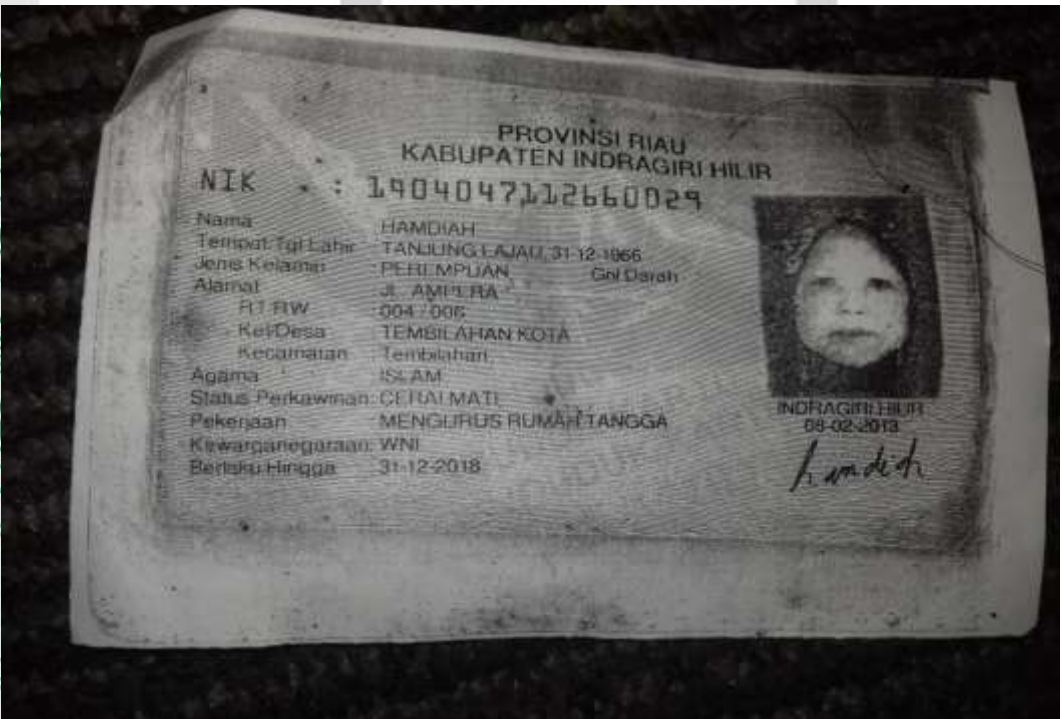 PROVINSI RIAU
KABUPATEN INDRAGIRI HILIR
NIK : 1404047112660029
Nama : HAMDIAH
Tempat/Tgl Lahir : TANJUNG LAJAU, 31-12-1966
Jenis Kelamin : PEREMPUAN Gol Darah
Alamat : JL. AMPERA
RT/RW : 004 / 006
Kel/Desa : TEMBILAHAN KOTA
Kecamatan : Tembilahan
Agama : ISLAM
Status Perkawinan: CERAI MATI
Pekerjaan : MENGURUS RUMAH TANGGA
Kewarganegaraan: WNI
Berlaku Hingga : 31-12-2018
INDRAGIRI HILIR
08-02-2013
hamdiah